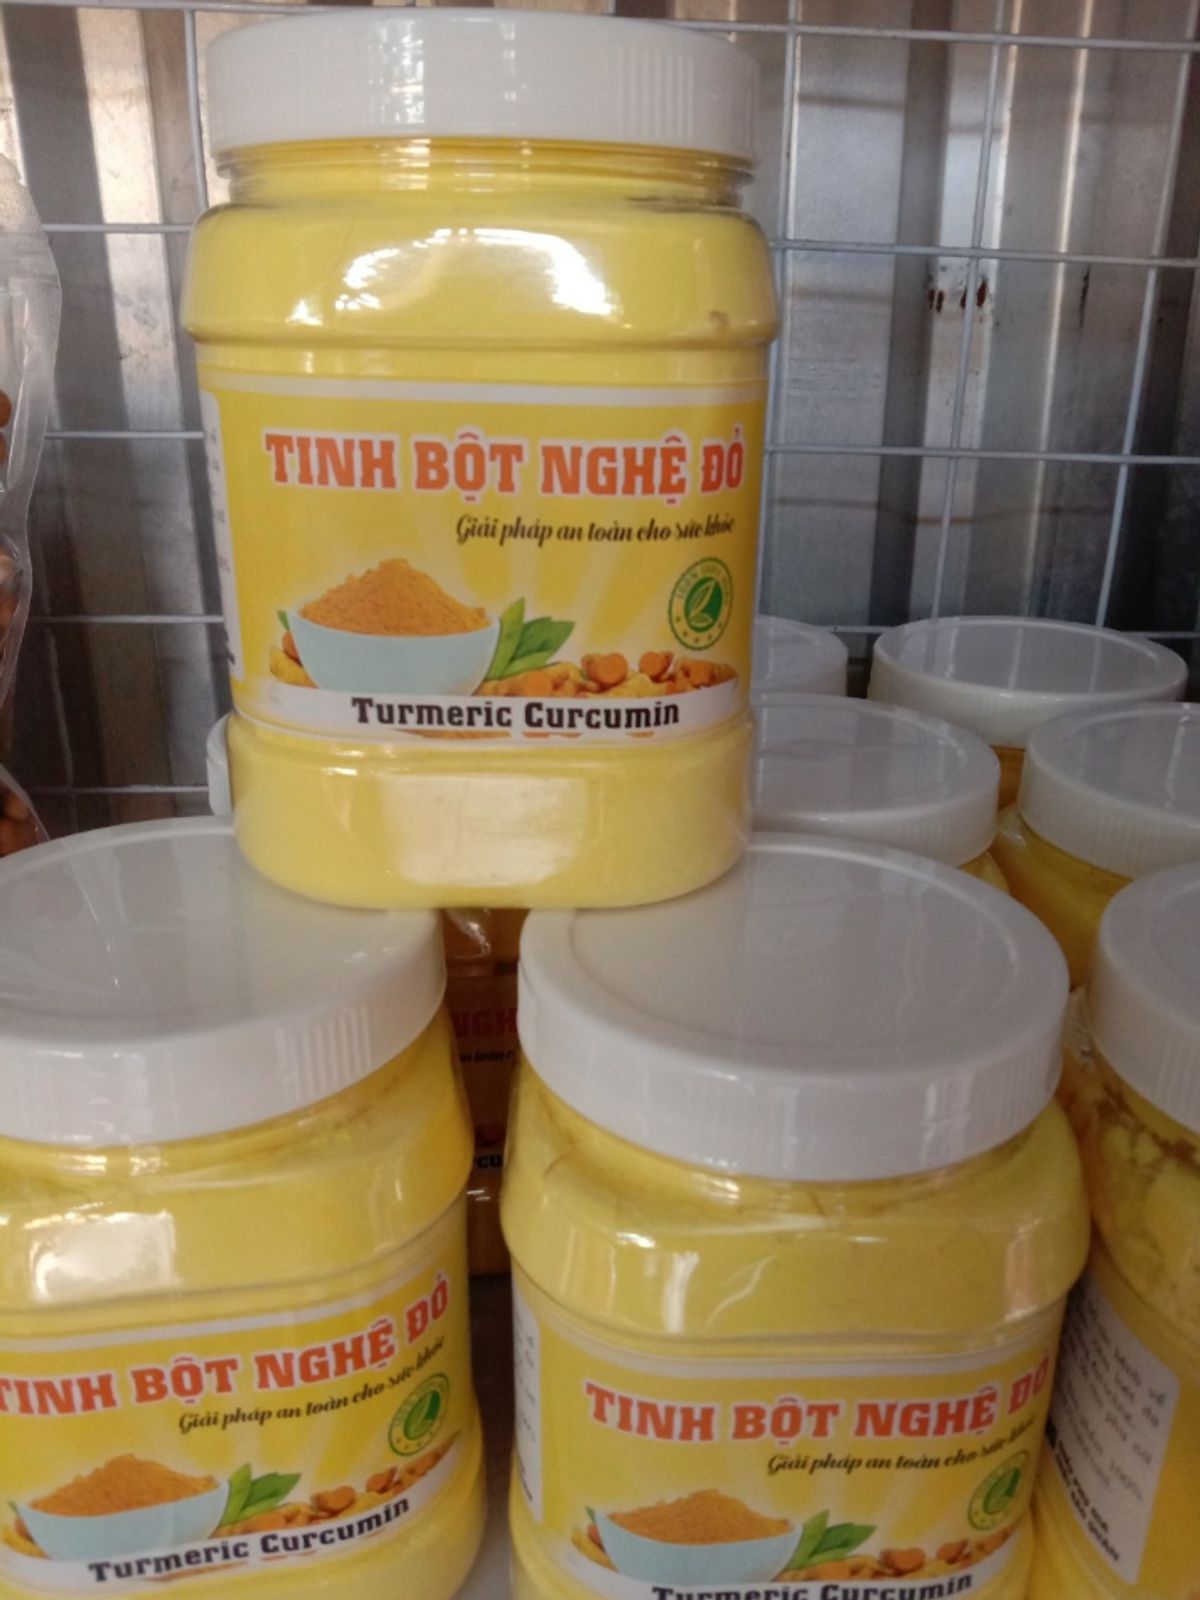 TINH BỘT NGHỆ ĐỎ
Giải pháp an toàn cho sức khỏe
Turmeric Curcumin
NGH
TINH BỘT NGHỆ ĐỎ
Giải pháp an toàn cho sức khỏe
Turmeric Curcumin
TINH BỘT NGHỆ ĐỎ
Giải pháp an toàn cho sức khỏe
Turmeric Curcumin
100%